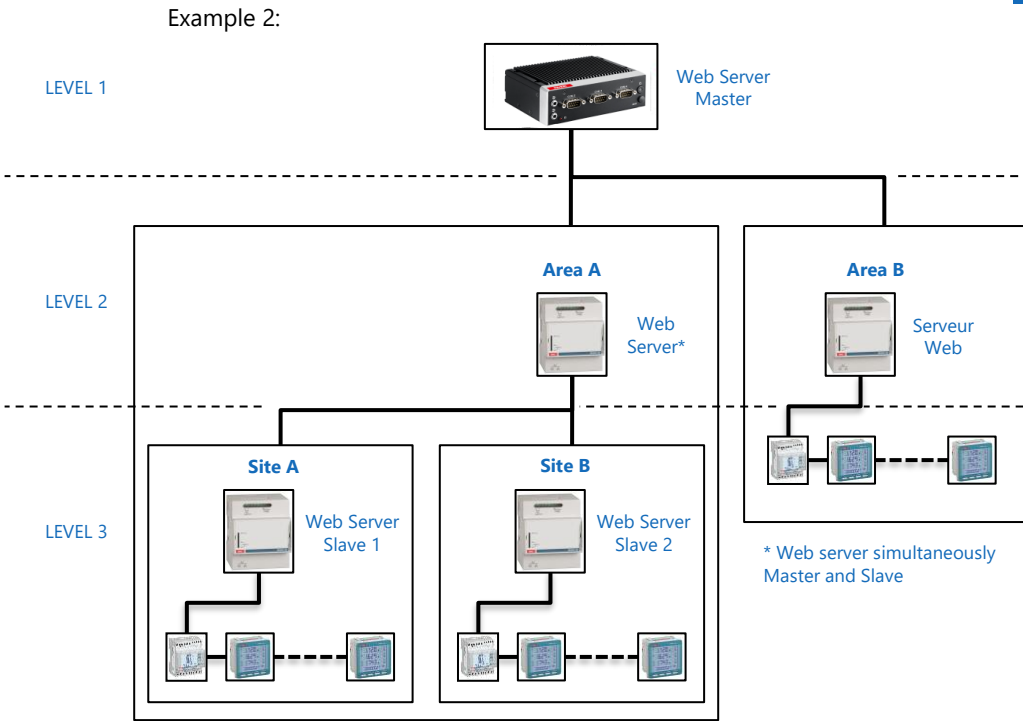 Example 2:
LEVEL 1
Web Server
Master
LEVEL 2
Area A
Web
Server*
Area B
Serveur
Web
LEVEL 3
Site A
Web Server
Slave 1
Site B
Web Server
Slave 2
* Web server simultaneously
Master and Slave